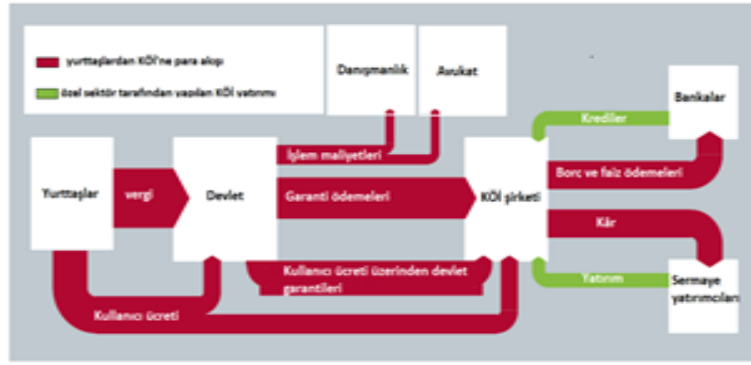 yurttaşlardan KÖİ'ne para akışı
özel sektör tarafından yapılan KÖİ yatırımı
Danışmanlık
Avukat
Bankalar
Krediler
İşlem maliyetleri
Borc ve faiz ödemeleri
Yurttaşlar
vergi
Devlet
Garanti ödemeleri
KÖİ şirketi
Kâr
Kullanıcı ücreti üzerinden devlet
garantileri
Yatırım
Sermaye
yatırımcıları
Kullanıcı ücreti